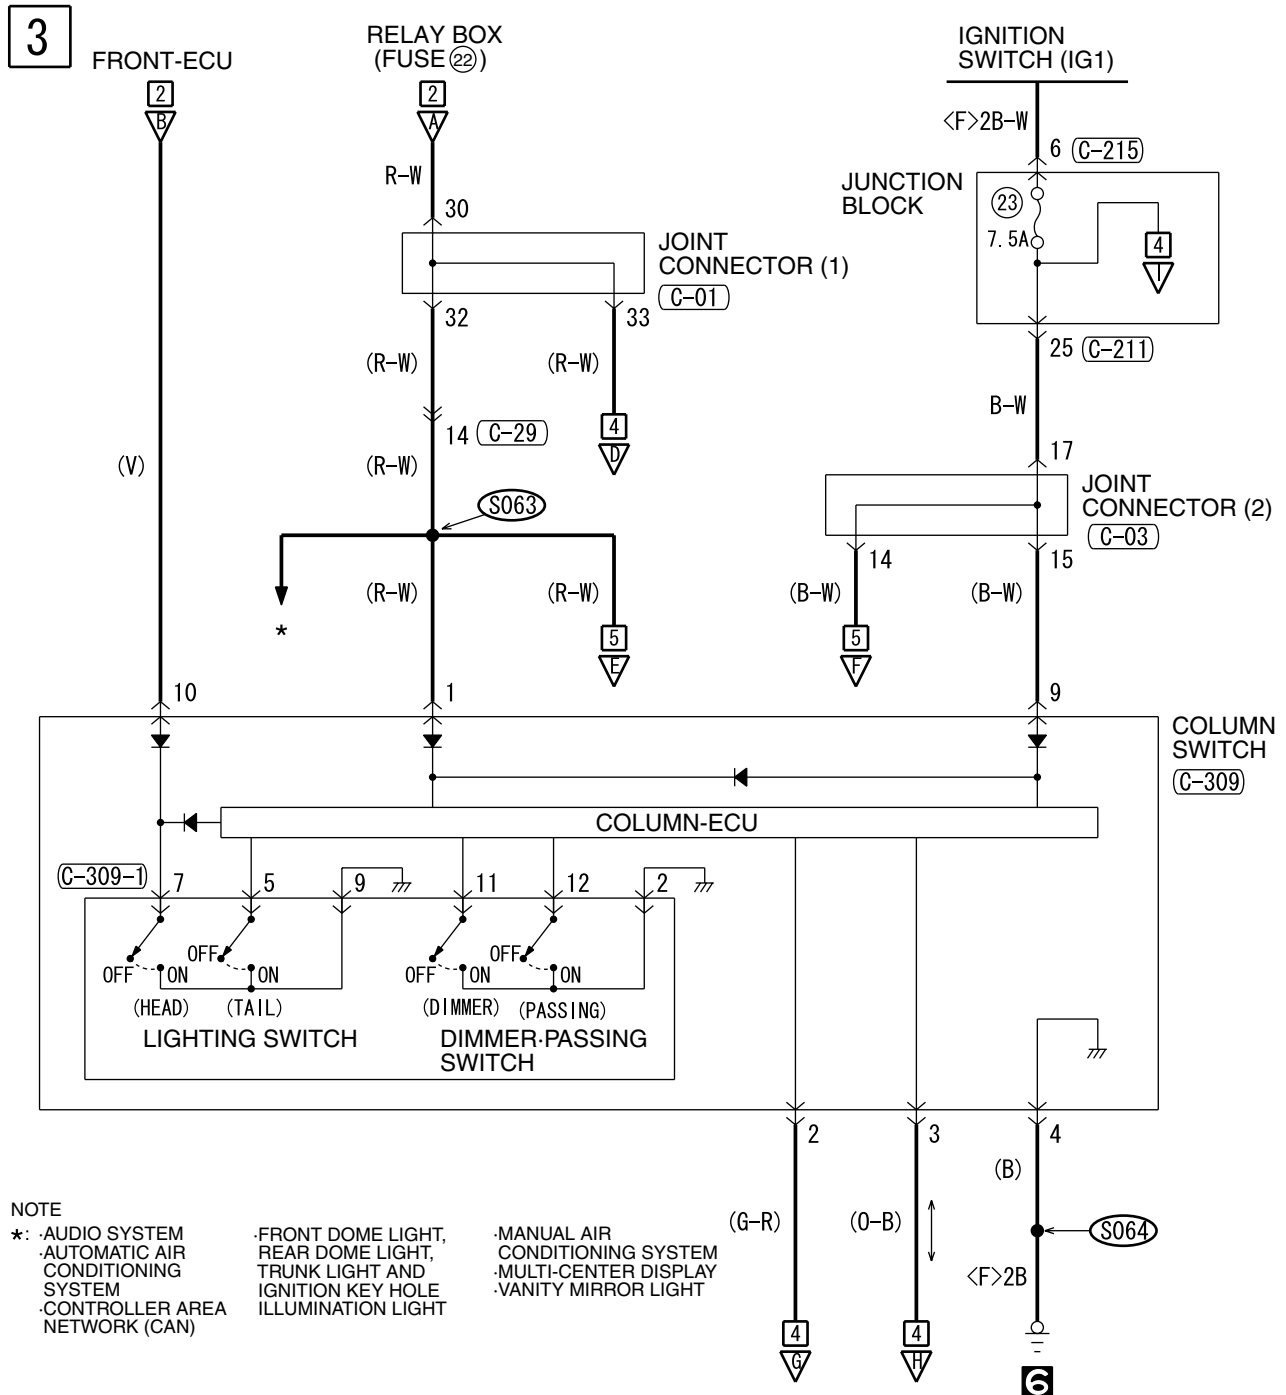 3
FRONT-ECU
RELAY BOX
(FUSE 22)
IGNITION
SWITCH (IG1)
2
B
2
A
<F>2B-W
6 C-215
R-W
30
JUNCTION
BLOCK
23
7.5A
4
I
JOINT
CONNECTOR (1)
C-01
32
33
25 C-211
(R-W)
(R-W)
B-W
14 C-29
4
D
17
(V)
(R-W)
S063
JOINT
CONNECTOR (2)
C-03
14
15
(R-W)
(R-W)
(B-W)
(B-W)
*
5
E
5
F
10
1
9
COLUMN
SWITCH
C-309
COLUMN-ECU
C-309-1
7
5
9
11
12
2
OFF
ON
OFF
ON
OFF
ON
OFF
ON
(HEAD)
(TAIL)
(DIMMER)
(PASSING)
LIGHTING SWITCH
DIMMER·PASSING
SWITCH
2
3
4
(B)
(G-R)
(O-B)
S064
<F>2B
4
G
4
H
6
NOTE
*: ·AUDIO SYSTEM
·AUTOMATIC AIR
CONDITIONING
SYSTEM
·CONTROLLER AREA
NETWORK (CAN)
·FRONT DOME LIGHT,
REAR DOME LIGHT,
TRUNK LIGHT AND
IGNITION KEY HOLE
ILLUMINATION LIGHT
·MANUAL AIR
CONDITIONING SYSTEM
·MULTI-CENTER DISPLAY
·VANITY MIRROR LIGHT